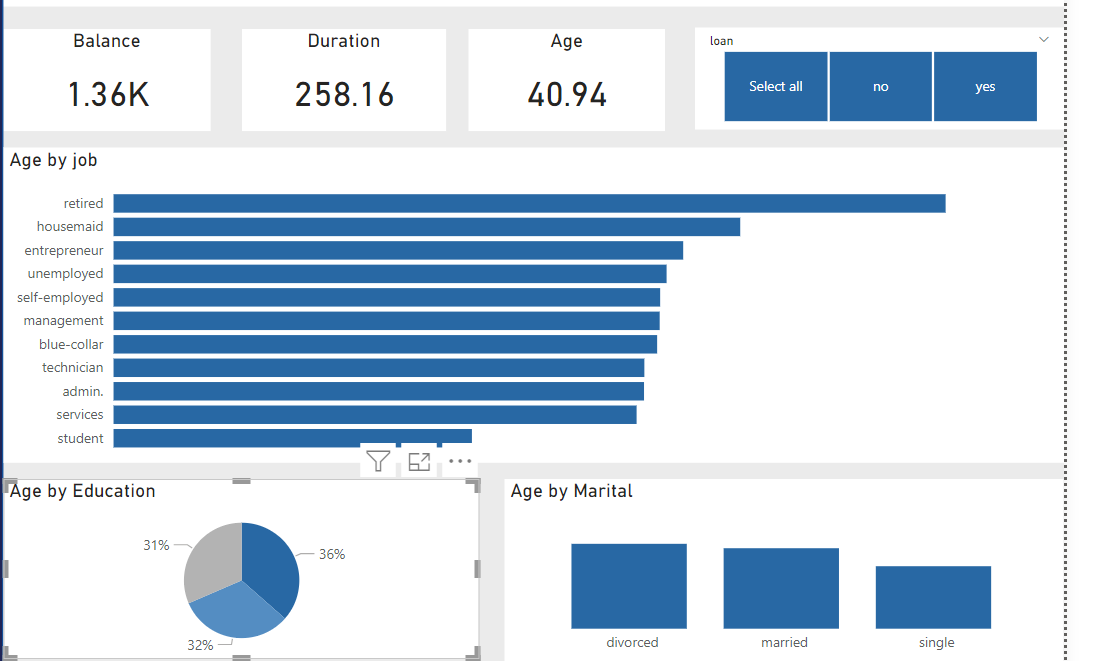 Balance
1.36K
Duration
258.16
Age
40.94
loan
Select all
no
yes
Age by job
retired
housemaid
entrepreneur
unemployed
self-employed
management
blue-collar
technician
admin.
services
student
Age by Education
31%
36%
32%
Age by Marital
divorced
married
single